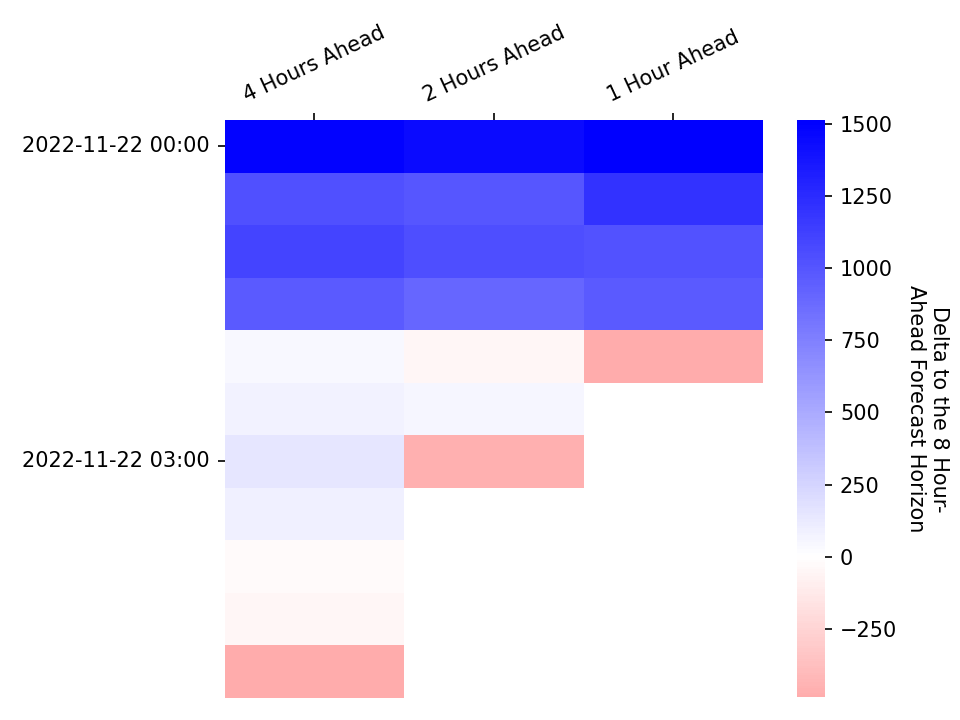 4 Hours Ahead
2 Hours Ahead
1 Hour Ahead
2022-11-22 00:00
2022-11-22 03:00
1500
1250
1000
750
500
250
0
−250
Delta to the 8 Hour-
Ahead Forecast Horizon